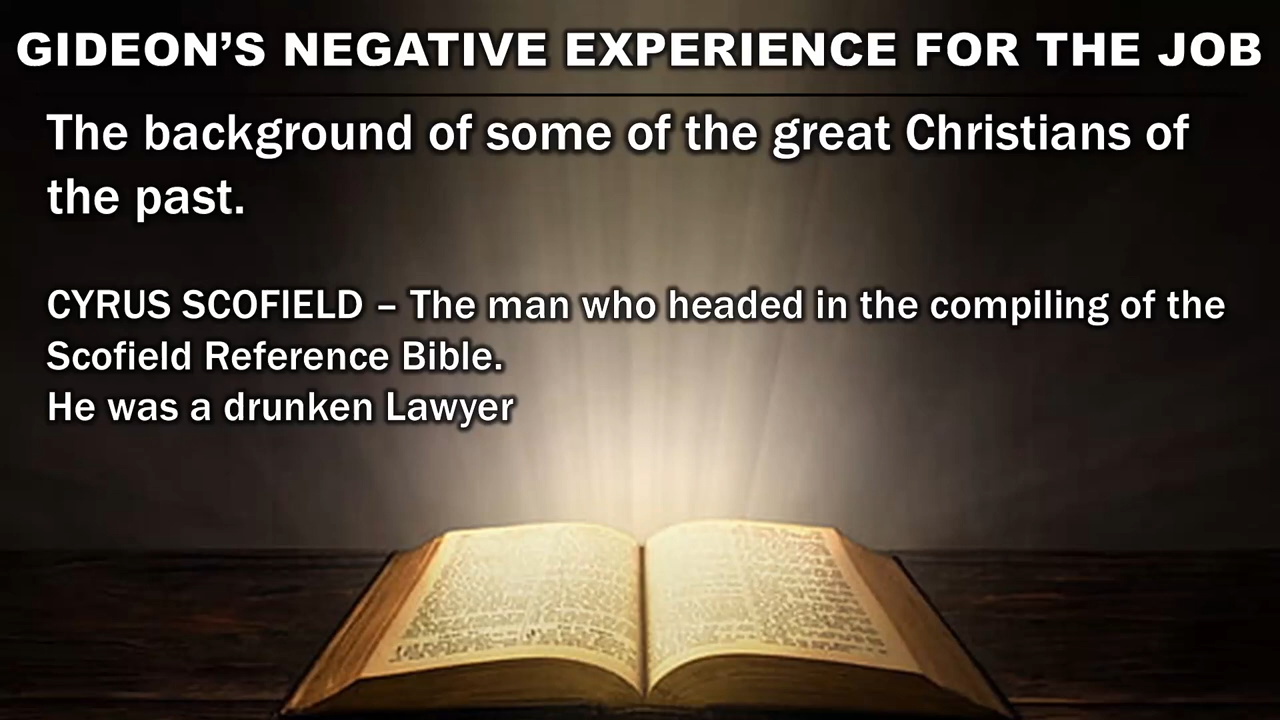 GIDEON’S NEGATIVE EXPERIENCE FOR THE JOB
The background of some of the great Christians of
the past.
CYRUS SCOFIELD – The man who headed in the compiling of the
Scofield Reference Bible.
He was a drunken Lawyer